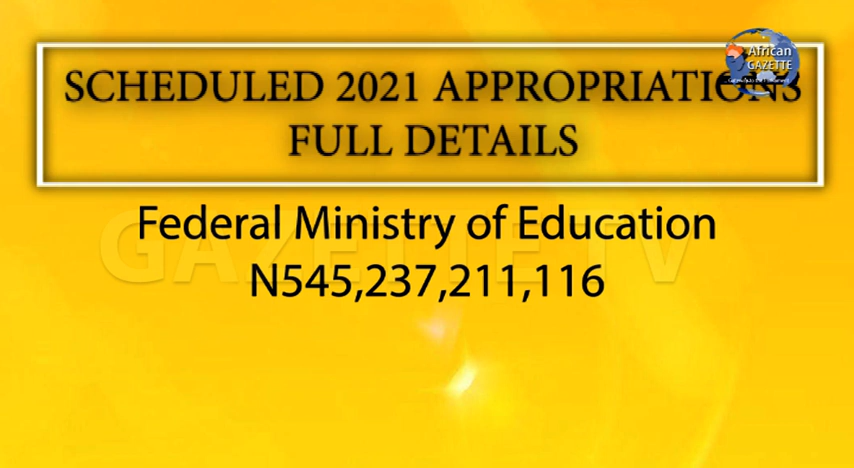 African
GAZETTE
SCHEDULED 2021 APPROPRIATIONS
FULL DETAILS
Federal Ministry of Education
N545,237,211,116
GAZETTE TV